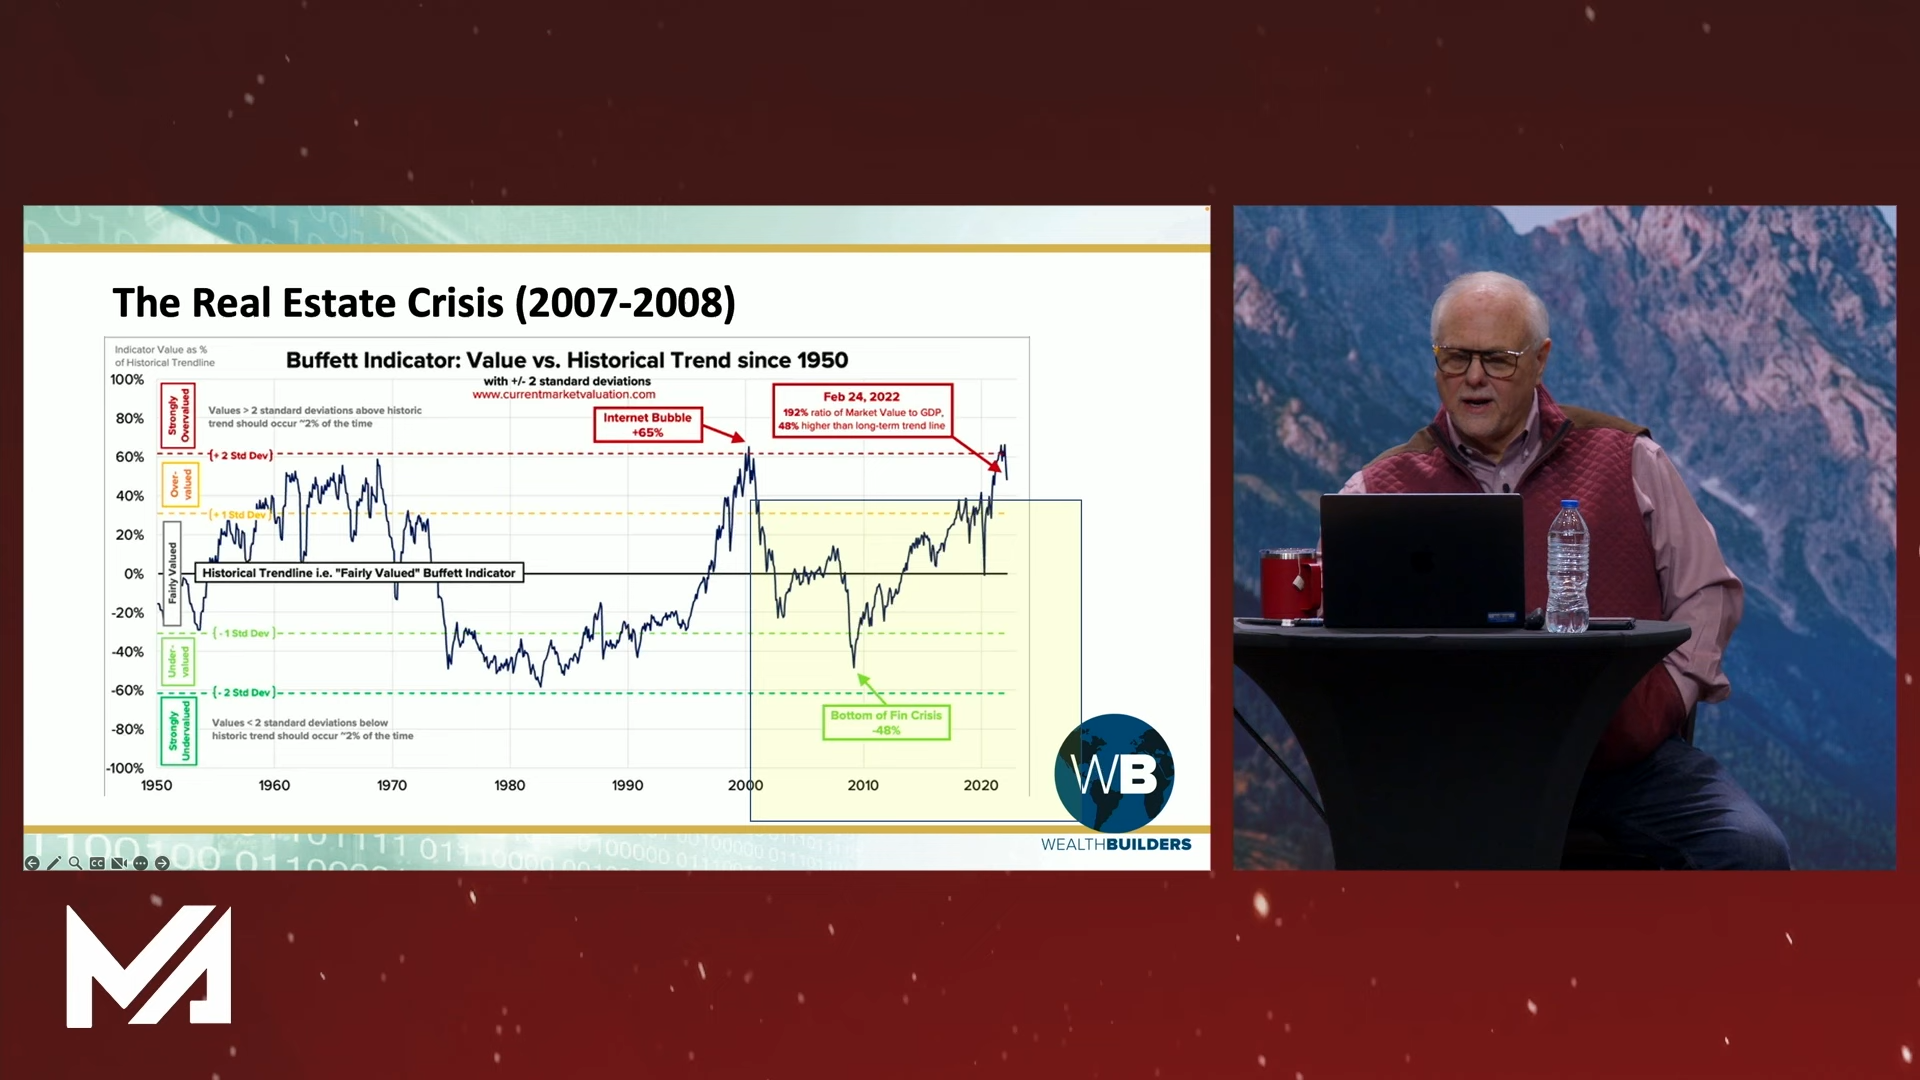 The Real Estate Crisis (2007-2008)
Indicator Value as %
of Historical Trendline
Buffett Indicator: Value vs. Historical Trend since 1950
with +/- 2 standard deviations
www.currentmarketvaluation.com
100%
80%
60%
40%
20%
0%
-20%
-40%
-60%
-80%
-100%
Strongly
Overvalued
Over-
valued
Fairly Valued
Under-
valued
Strongly
Undervalued
Values > 2 standard deviations above historic
trend should occur ~2% of the time
(+ 2 Std Dev)
(+ 1 Std Dev)
Historical Trendline i.e. "Fairly Valued" Buffett Indicator
(- 1 Std Dev)
(- 2 Std Dev)
Values < 2 standard deviations below
historic trend should occur ~2% of the time
Internet Bubble
+65%
Feb 24, 2022
192% ratio of Market Value to GDP,
48% higher than long-term trend line
Bottom of Fin Crisis
-48%
1950 1960 1970 1980 1990 2000 2010 2020
WB
WEALTHBUILDERS
CC
MA